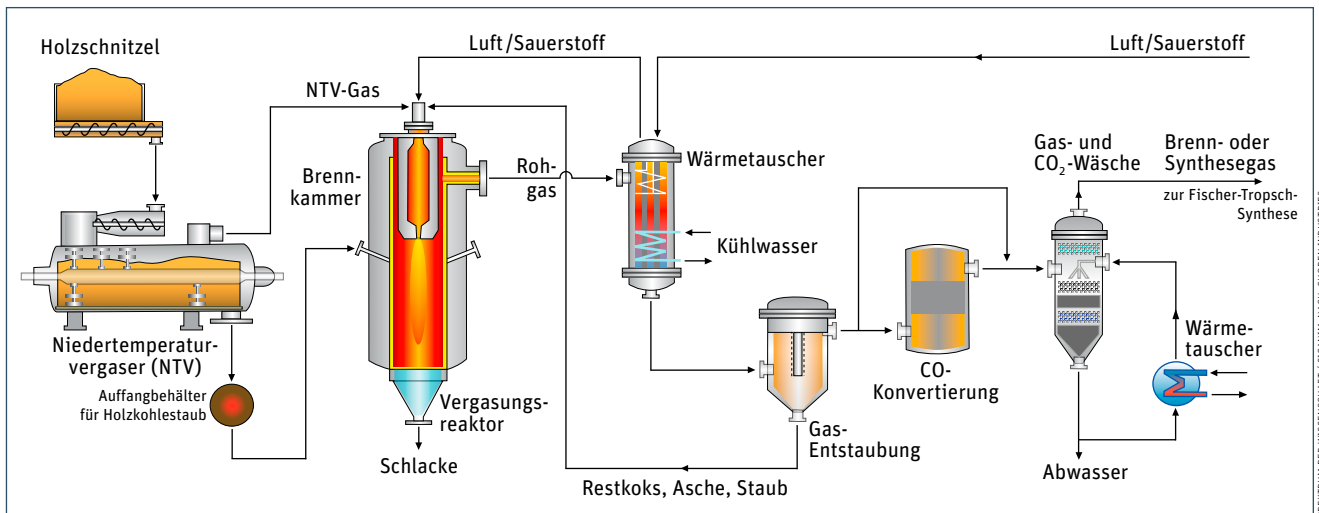 Holzschnitzel
Luft/Sauerstoff
Luft/Sauerstoff
NTV-Gas
Brenn-
kammer
Roh-
gas
Wärmetauscher
Kühlwasser
Gas- und
CO₂-Wäsche
Brenn- oder
Synthesegas
zur Fischer-Tropsch-
Synthese
Niedertemperatur-
vergaser (NTV)
Auffangbehälter
für Holzkohlestaub
Vergasungs-
reaktor
Schlacke
CO-
Konvertierung
Gas-
Entstaubung
Wärme-
tauscher
Abwasser
Restkoks, Asche, Staub